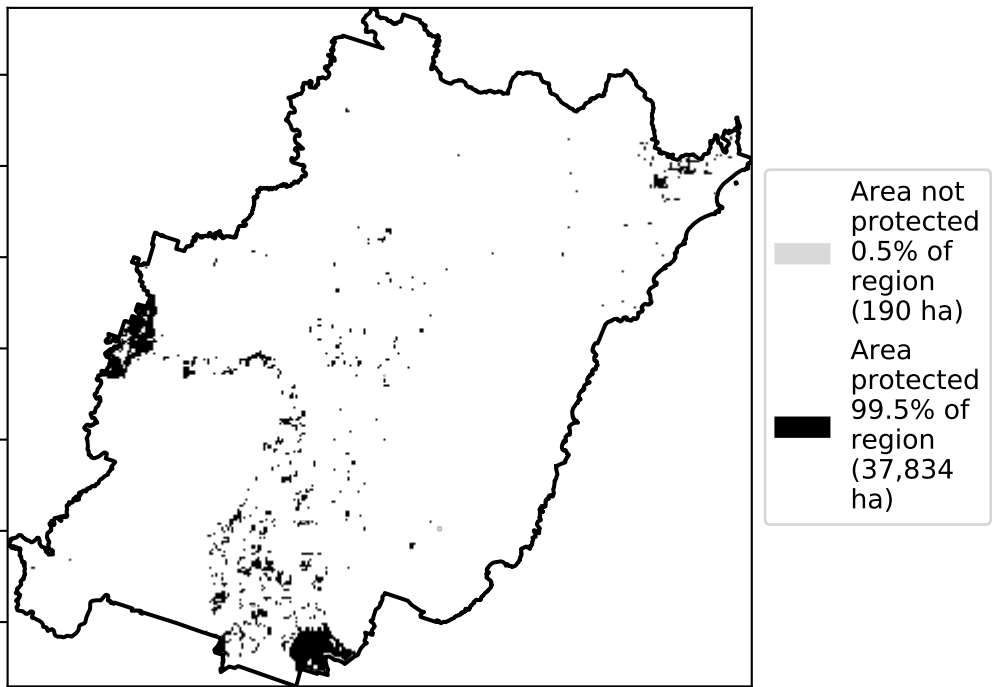 Area not
protected
0.5% of
region
(190 ha)
Area
protected
99.5% of
region
(37,834
ha)